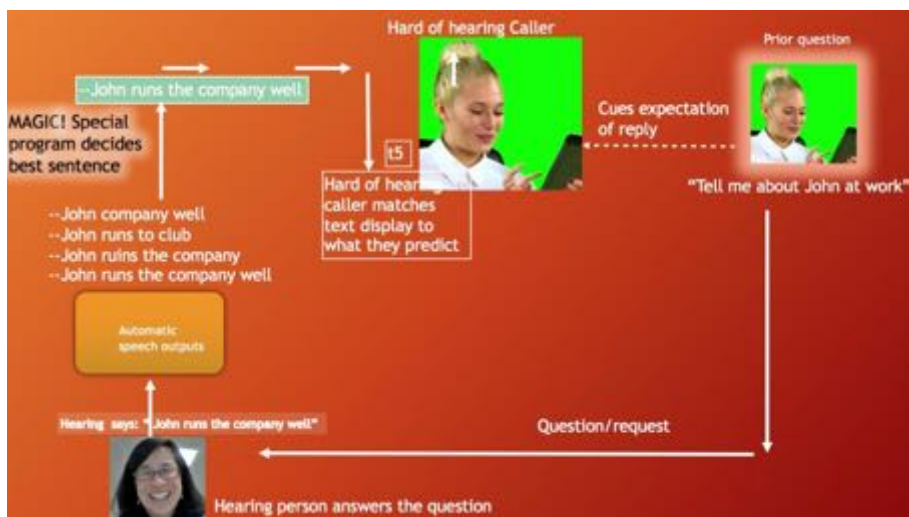 Hard of hearing Caller
Prior question
--John runs the company well
MAGIC! Special
program decides
best sentence
Cues expectation
of reply
t5
Hard of hearing
caller matches
text display to
what they predict
"Tell me about John at work"
--John company well
--John runs to club
--John ruins the company
--John runs the company well
Automatic
speech outputs
Hearing says: "John runs the company well"
Question/request
Hearing person answers the question